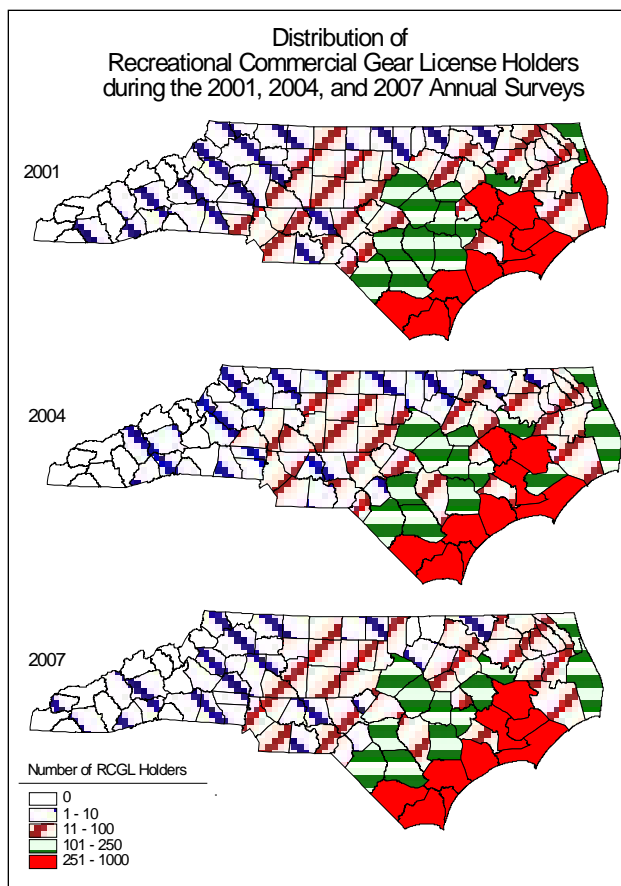 Distribution of
Recreational Commercial Gear License Holders
during the 2001, 2004, and 2007 Annual Surveys
2001
2004
2007
Number of RCGL Holders
0
1 - 10
11 - 100
101 - 250
251 - 1000